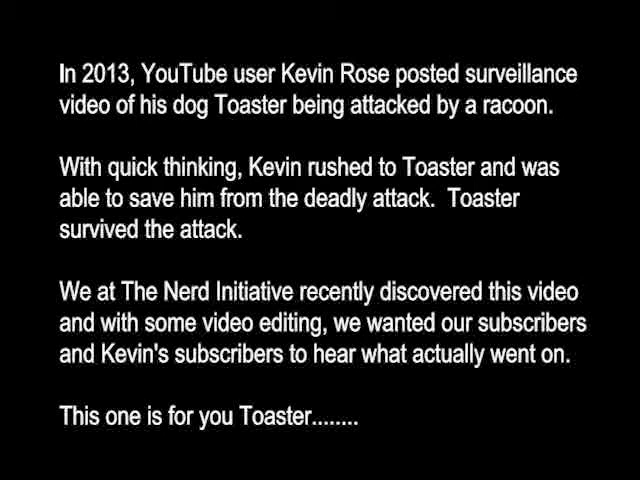 In 2013, YouTube user Kevin Rose posted surveillance
video of his dog Toaster being attacked by a racoon.
With quick thinking, Kevin rushed to Toaster and was
able to save him from the deadly attack.  Toaster
survived the attack.
We at The Nerd Initiative recently discovered this video
and with some video editing, we wanted our subscribers
and Kevin's subscribers to hear what actually went on.
This one is for you Toaster........